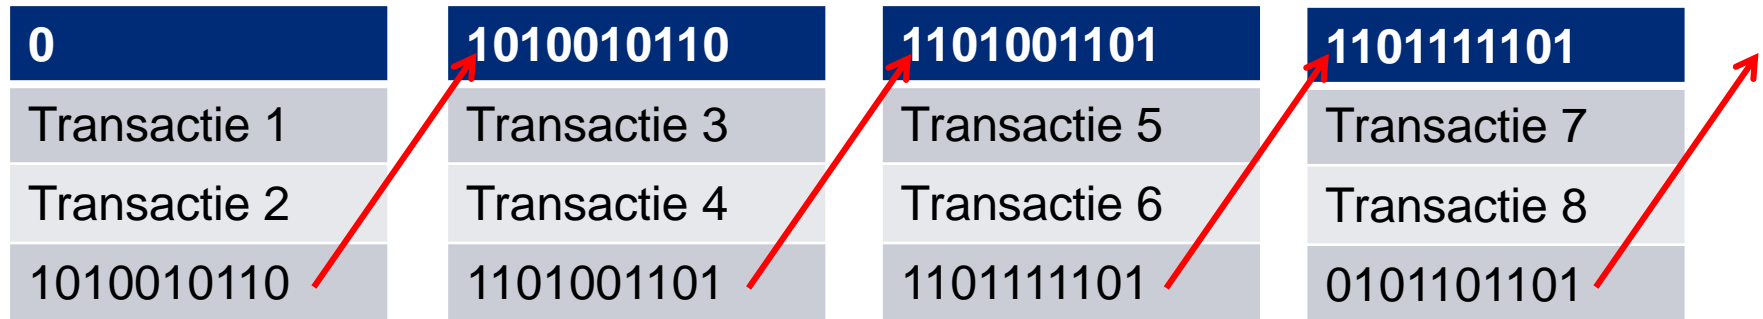 0
Transactie 1
Transactie 2
1010010110
1010010110
Transactie 3
Transactie 4
1101001101
1101001101
Transactie 5
Transactie 6
1101111101
1101111101
Transactie 7
Transactie 8
0101101101